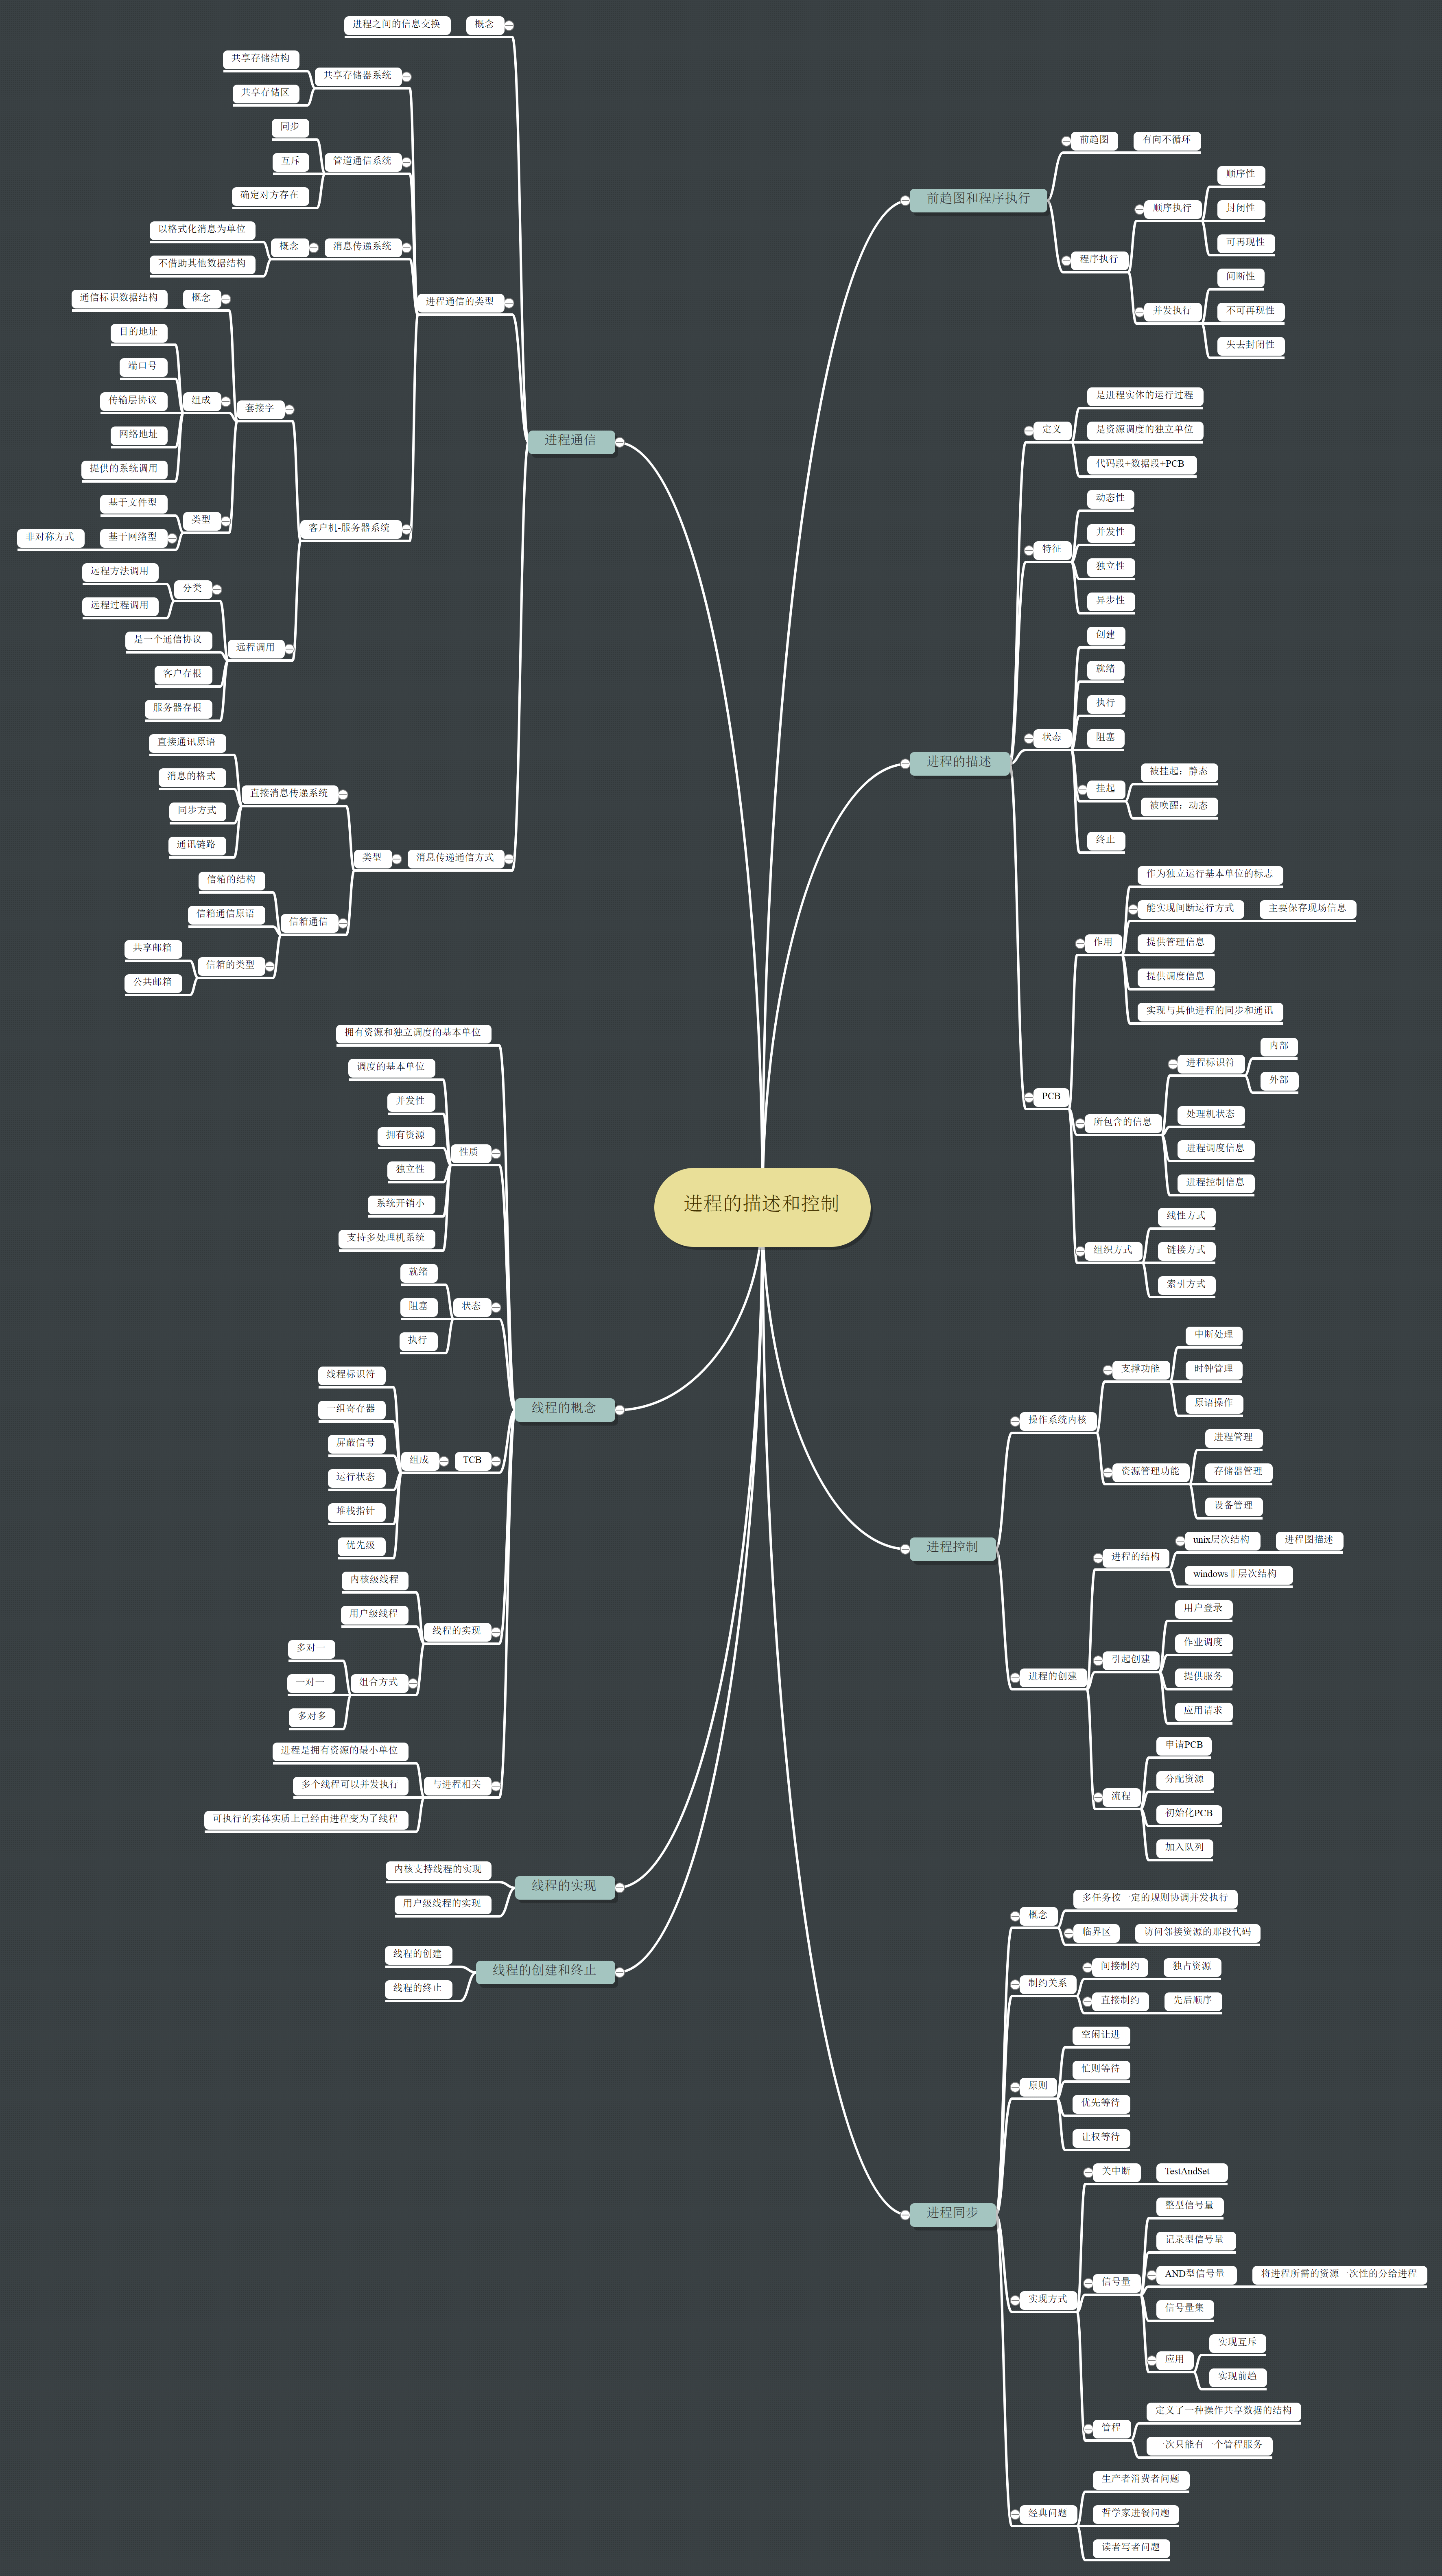 进程的描述和控制
前趋图和程序执行
前趋图
有向不循环
程序执行
顺序执行
顺序性
封闭性
可再现性
并发执行
间断性
不可再现性
失去封闭性
进程的描述
定义
是进程实体的运行过程
是资源调度的独立单位
代码段+数据段+PCB
特征
动态性
并发性
独立性
异步性
状态
创建
就绪
执行
阻塞
挂起
被挂起：静态
被唤醒：动态
终止
PCB
作用
作为独立运行基本单位的标志
能实现间断运行方式
主要保存现场信息
提供管理信息
提供调度信息
实现与其他进程的同步和通讯
所包含的信息
进程标识符
内部
外部
处理机状态
进程调度信息
进程控制信息
组织方式
线性方式
链接方式
索引方式
进程控制
操作系统内核
支撑功能
中断处理
时钟管理
原语操作
资源管理功能
进程管理
存储器管理
设备管理
进程的创建
进程的结构
unix层次结构
进程图描述
windows非层次结构
引起创建
用户登录
作业调度
提供服务
应用请求
流程
申请PCB
分配资源
初始化PCB
加入队列
进程同步
概念
多任务按一定的规则协调并发执行
临界区
访问邻接资源的那段代码
制约关系
间接制约
独占资源
直接制约
先后顺序
原则
空闲让进
忙则等待
优先等待
让权等待
实现方式
关中断
TestAndSet
信号量
整型信号量
记录型信号量
AND型信号量
将进程所需的资源一次性的分给进程
信号量集
应用
实现互斥
实现前趋
管程
定义了一种操作共享数据的结构
一次只能有一个管程服务
经典问题
生产者消费者问题
哲学家进餐问题
读者写者问题
进程通信
概念
进程之间的信息交换
进程通信的类型
共享存储器系统
共享存储结构
共享存储区
管道通信系统
同步
互斥
确定对方存在
消息传递系统
概念
以格式化消息为单位
不借助其他数据结构
客户机-服务器系统
套接字
概念
通信标识数据结构
组成
目的地址
端口号
传输层协议
网络地址
提供的系统调用
类型
基于文件型
基于网络型
非对称方式
远程调用
分类
远程方法调用
远程过程调用
是一个通信协议
客户存根
服务器存根
消息传递通信方式
类型
直接消息传递系统
直接通讯原语
消息的格式
同步方式
通讯链路
信箱通信
信箱的结构
信箱通信原语
信箱的类型
共享邮箱
公共邮箱
线程的概念
拥有资源和独立调度的基本单位
性质
调度的基本单位
并发性
拥有资源
独立性
系统开销小
支持多处理机系统
状态
就绪
阻塞
执行
TCB
组成
线程标识符
一组寄存器
屏蔽信号
运行状态
堆栈指针
优先级
线程的实现
内核级线程
用户级线程
组合方式
多对一
一对一
多对多
与进程相关
进程是拥有资源的最小单位
多个线程可以并发执行
可执行的实体实质上已经由进程变为了线程
线程的实现
内核支持线程的实现
用户级线程的实现
线程的创建和终止
线程的创建
线程的终止